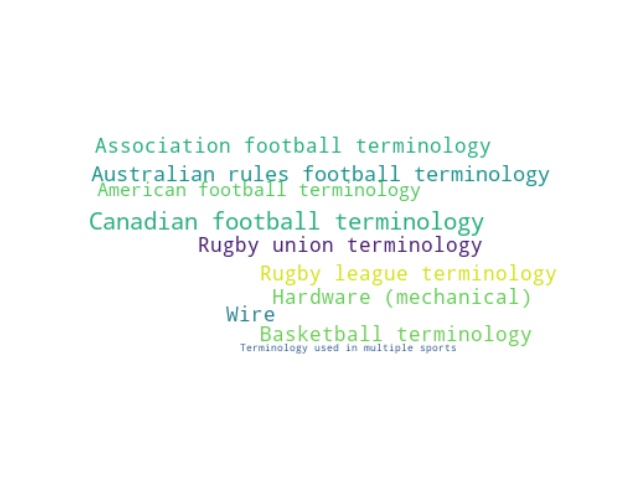 Association football terminology
Australian rules football terminology
American football terminology
Canadian football terminology
Rugby union terminology
Rugby league terminology
Hardware (mechanical)
Wire
Basketball terminology
Terminology used in multiple sports